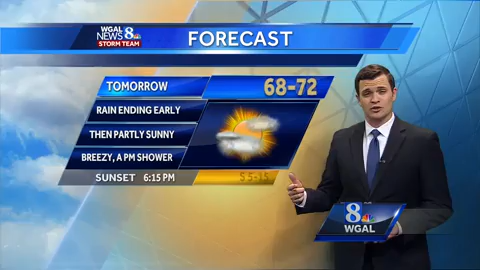 WGAL
NEWS 8
STORM TEAM
FORECAST
TOMORROW
68-72
RAIN ENDING EARLY
THEN PARTLY SUNNY
BREEZY, A PM SHOWER
SUNSET 6:15 PM
8
WGAL